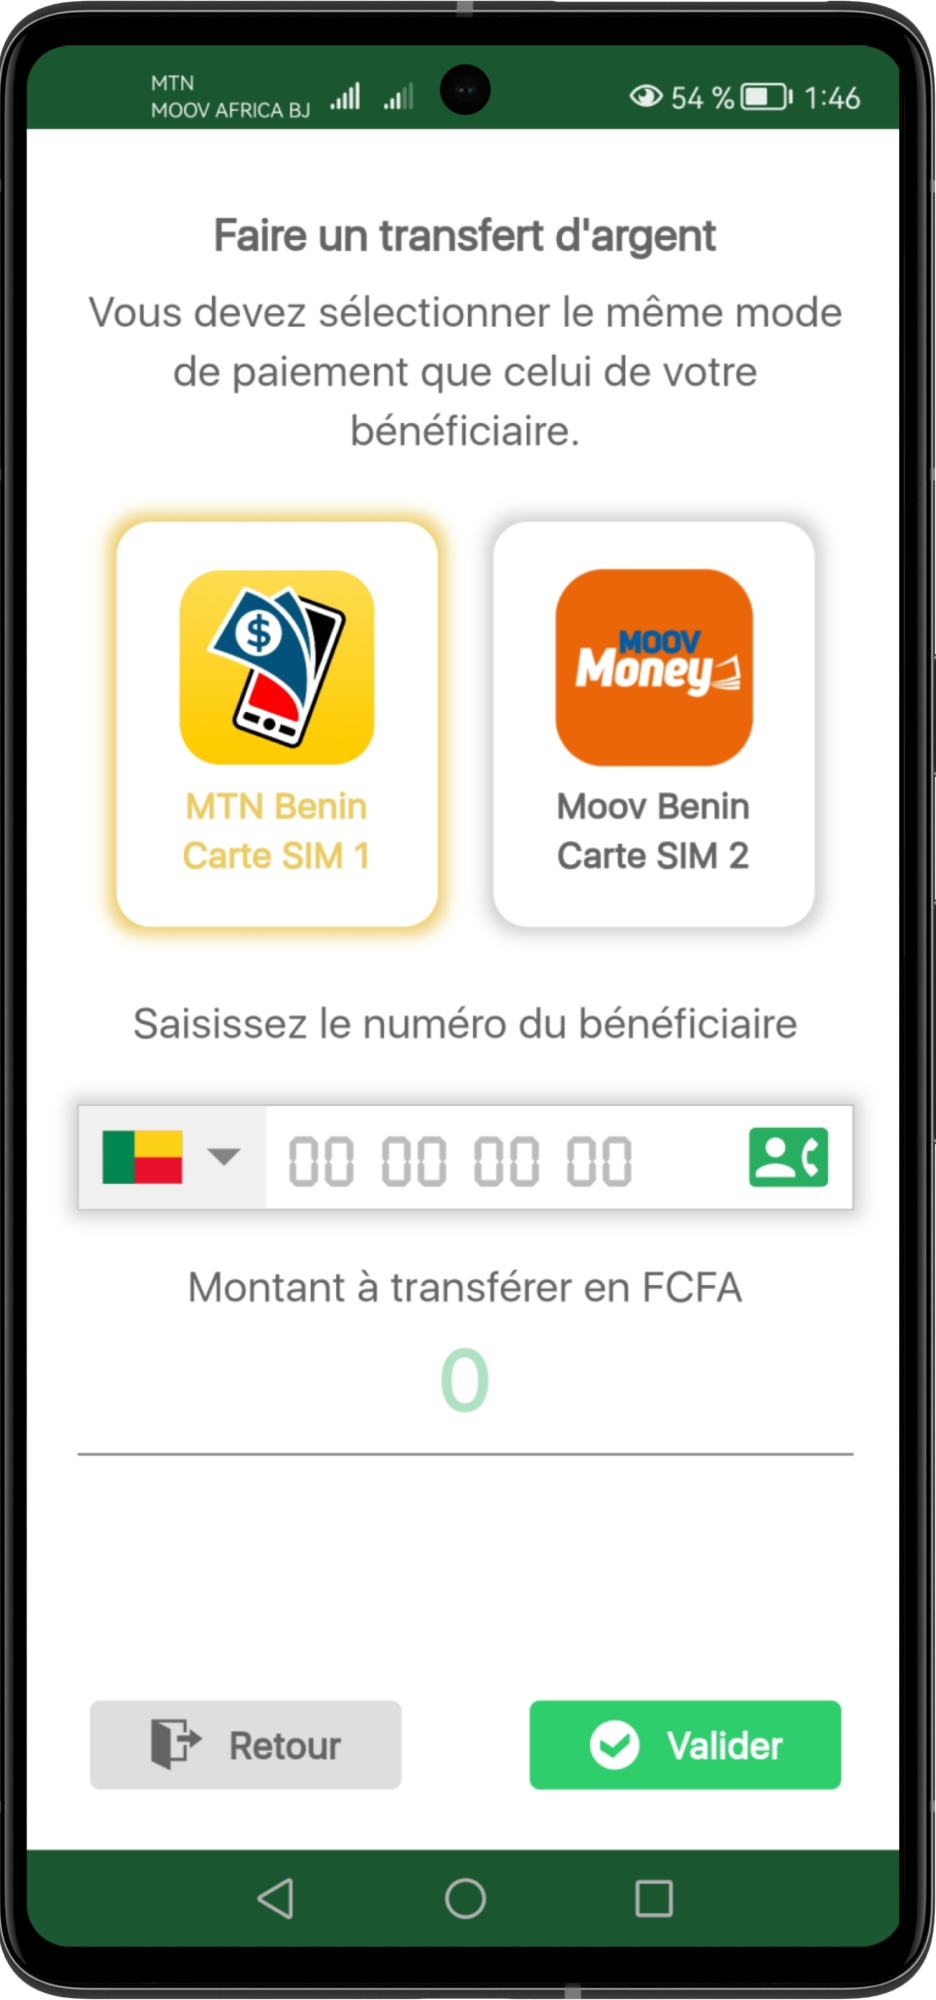 MTN
MOOV AFRICA BJ
54 % 1:46
Faire un transfert d'argent
Vous devez sélectionner le même mode
de paiement que celui de votre
bénéficiaire.
$
MOOV
Money
MTN Benin
Carte SIM 1
Moov Benin
Carte SIM 2
Saisissez le numéro du bénéficiaire
00 00 00 00
Montant à transférer en FCFA
0
Retour
Valider